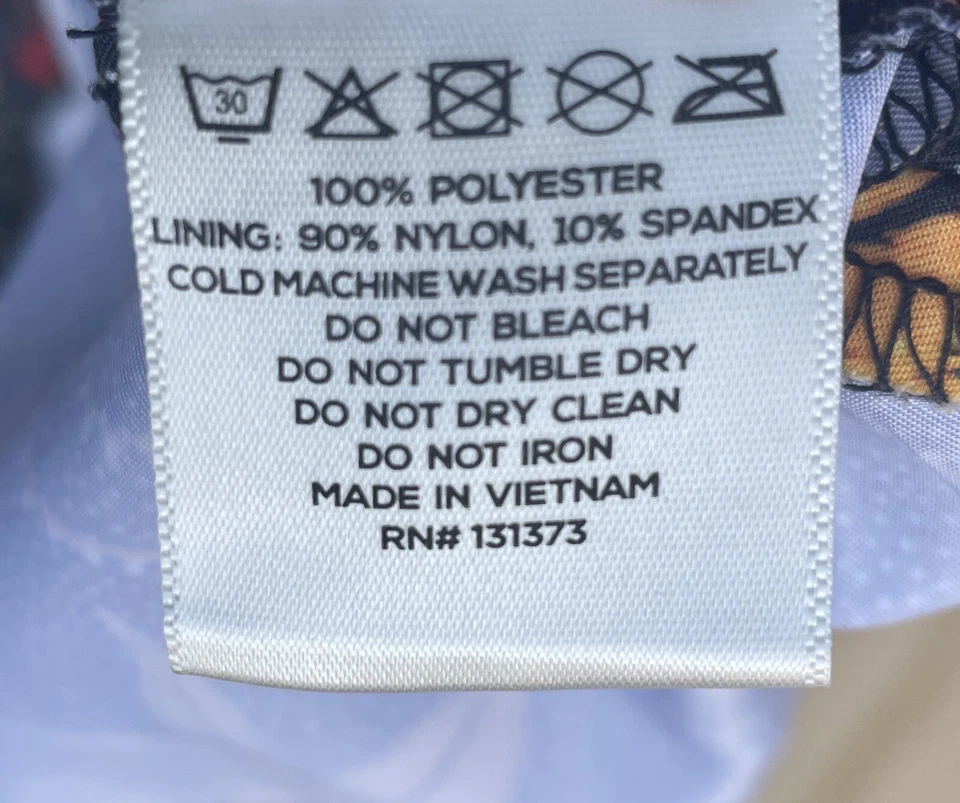 30
100% POLYESTER
LINING: 90% NYLON, 10% SPANDEX
COLD MACHINE WASH SEPARATELY
DO NOT BLEACH
DO NOT TUMBLE DRY
DO NOT DRY CLEAN
DO NOT IRON
MADE IN VIETNAM
RN# 131373